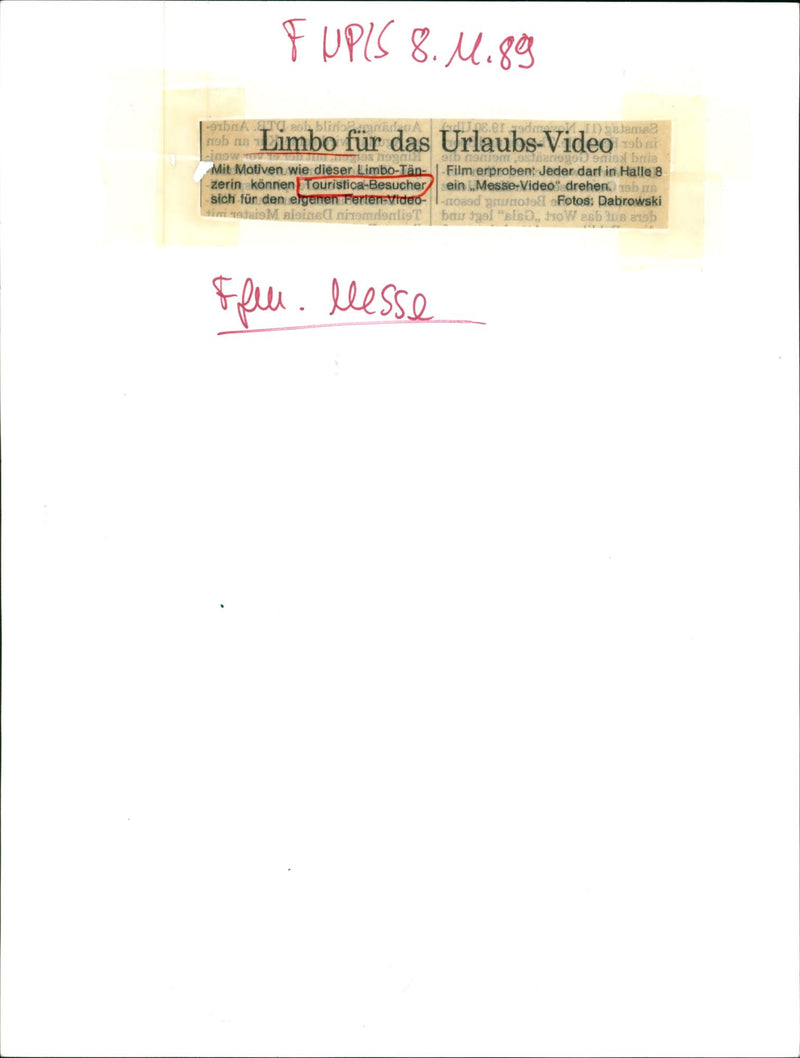 F NPIS 8.11.89
Limbo für das Urlaubs-Video
Mit Motiven wie dieser Limbo-Tän-
zerin können Touristica-Besucher
sich für den eigenen Ferien-Video-
Film erproben: Jeder darf in Halle 8
ein „Messe-Video“ drehen.
Fotos: Dabrowski
Ffm. Messe